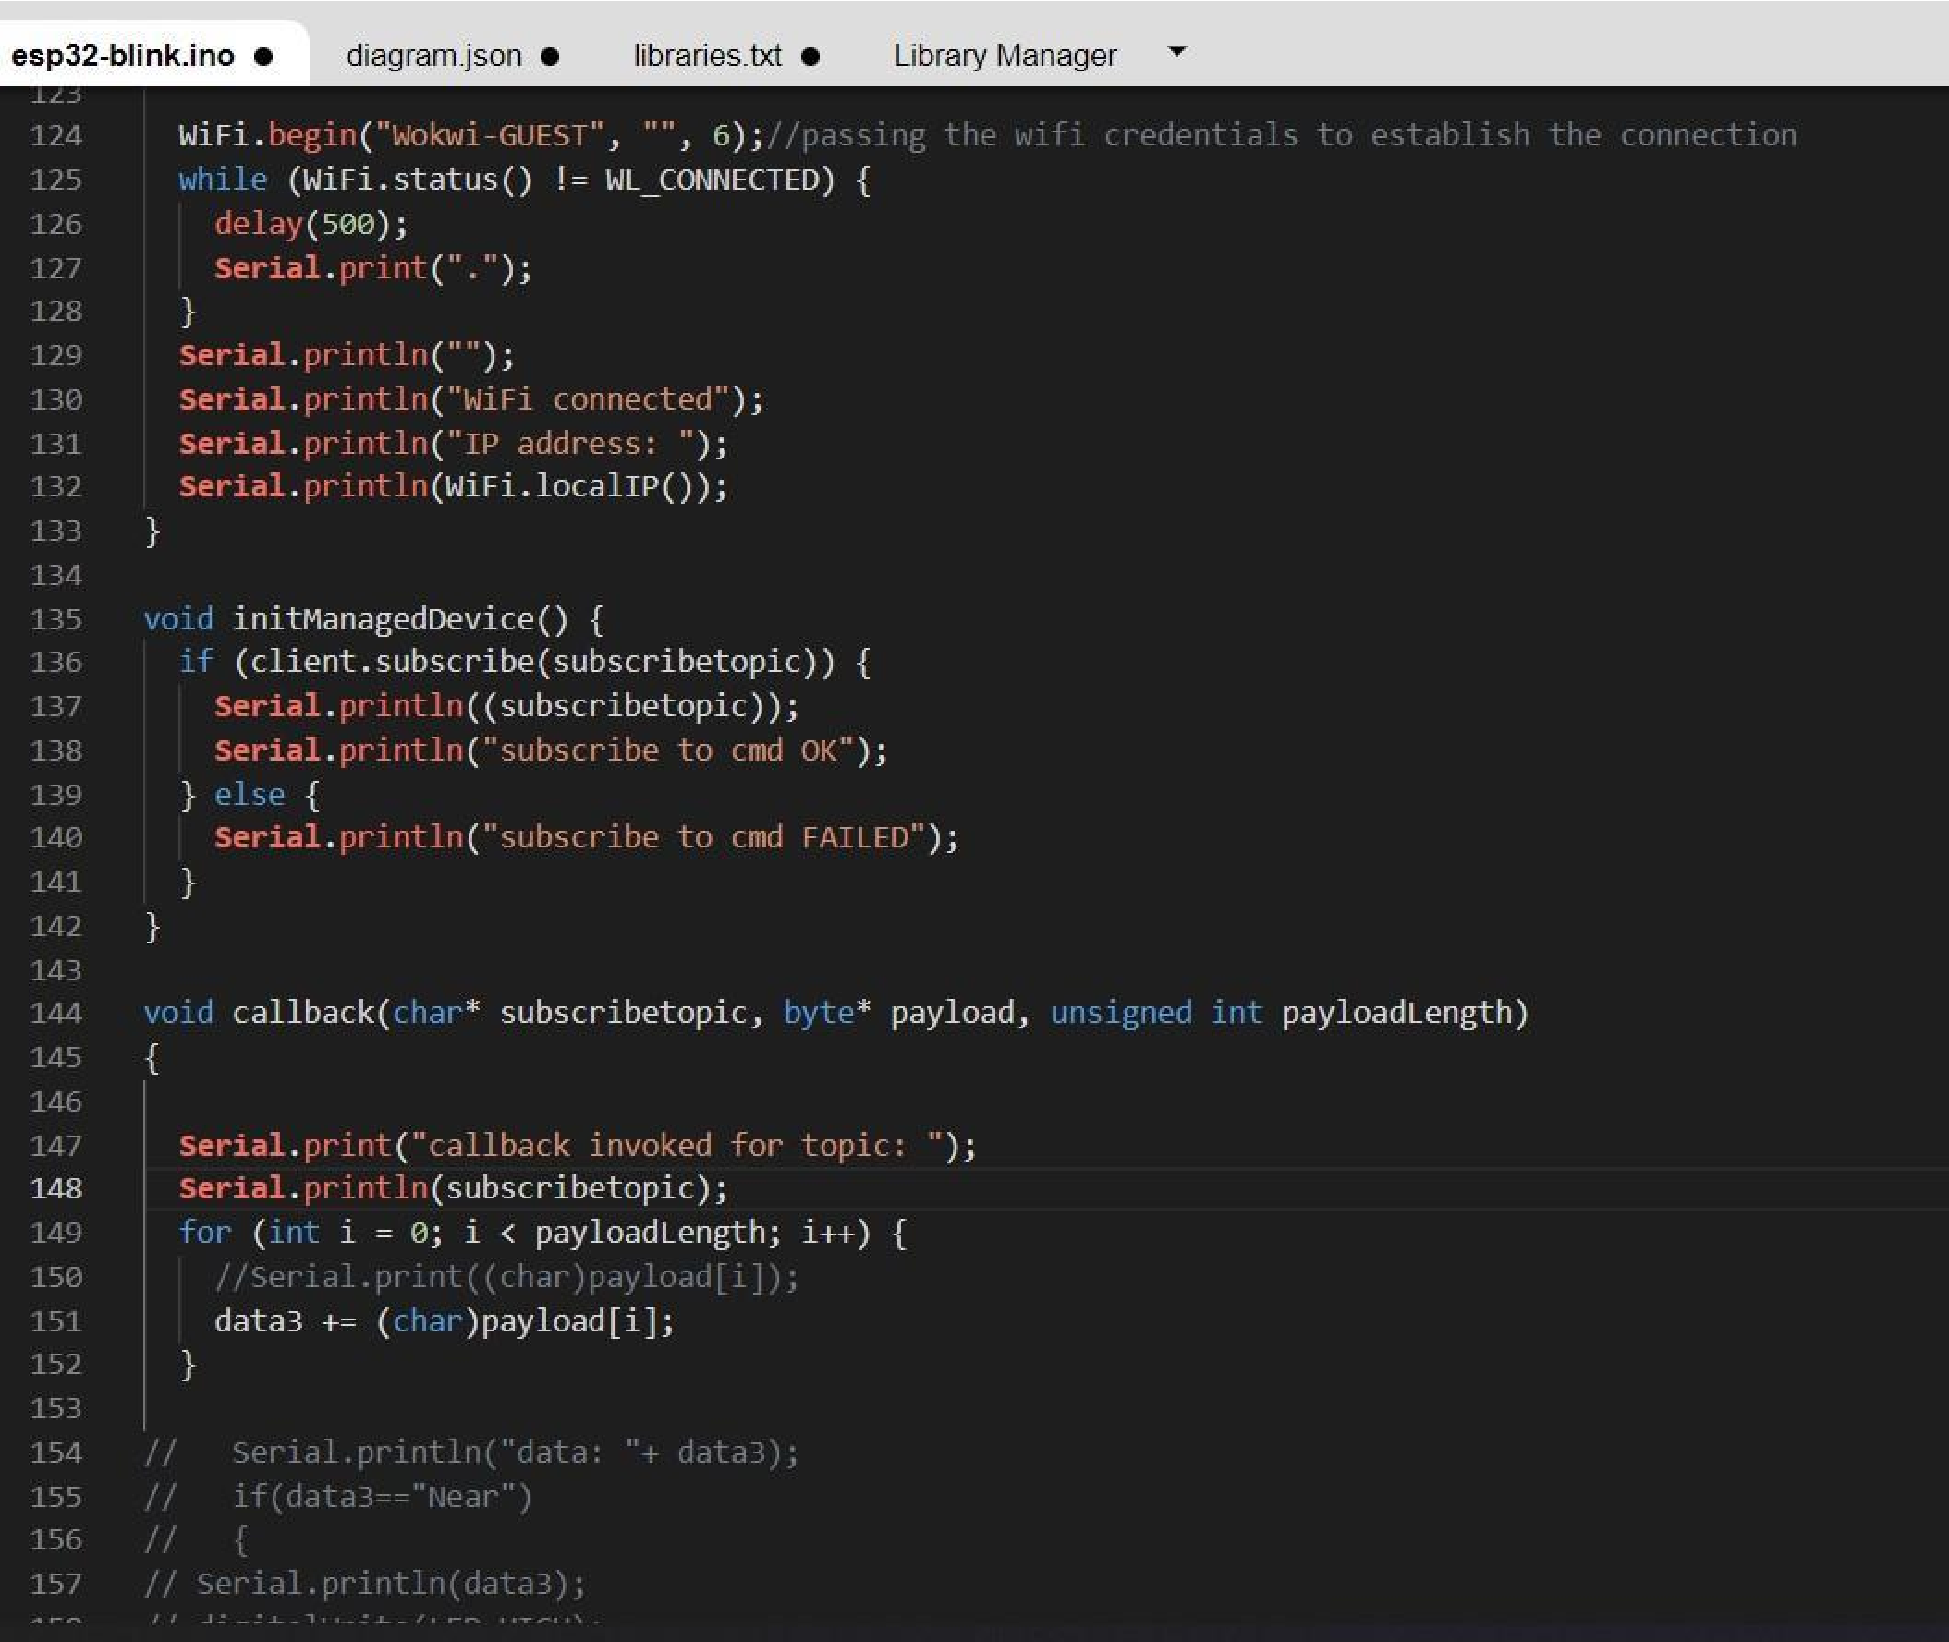 esp32-blink.ino ● diagram.json ● libraries.txt ● Library Manager
123
124 WiFi.begin("Wokwi-GUEST", "", 6);//passing the wifi credentials to establish the connection
125 while (WiFi.status() != WL_CONNECTED) {
126 delay(500);
127 Serial.print(".");
128 }
129 Serial.println("");
130 Serial.println("WiFi connected");
131 Serial.println("IP address: ");
132 Serial.println(WiFi.localIP());
133 }
134
135 void initManagedDevice() {
136 if (client.subscribe(subscribetopic)) {
137 Serial.println((subscribetopic));
138 Serial.println("subscribe to cmd OK");
139 } else {
140 Serial.println("subscribe to cmd FAILED");
141 }
142 }
143
144 void callback(char* subscribetopic, byte* payload, unsigned int payloadLength)
145 {
146
147 Serial.print("callback invoked for topic: ");
148 Serial.println(subscribetopic);
149 for (int i = 0; i < payloadLength; i++) {
150 //Serial.print((char)payload[i]);
151 data3 += (char)payload[i];
152 }
153
154 // Serial.println("data: "+ data3);
155 // if(data3=="Near")
156 // {
157 // Serial.println(data3);
158 // digitalWrite(LED,HIGH);